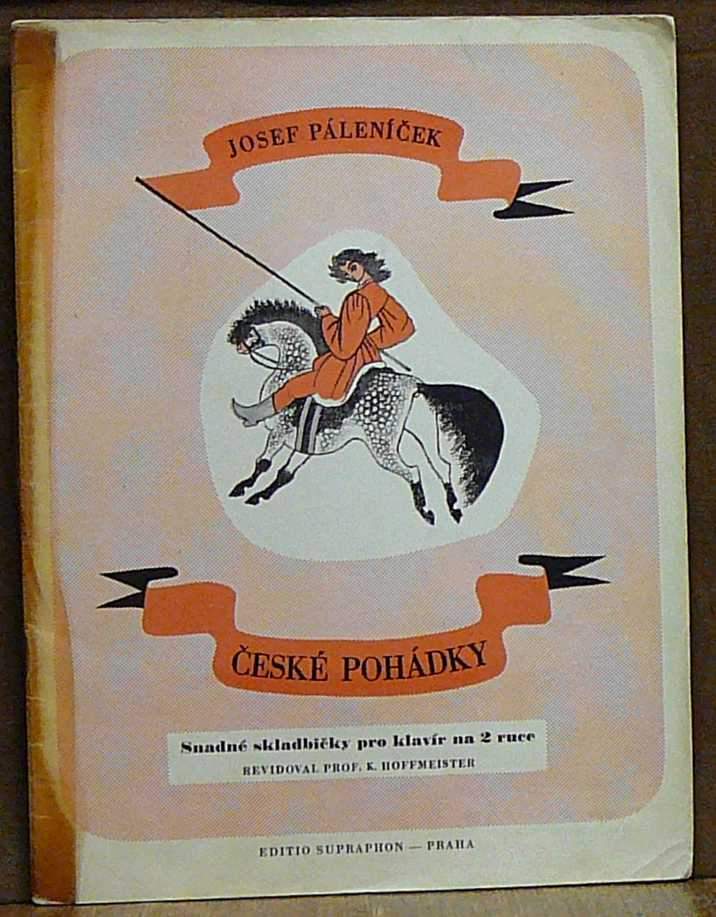 JOSEF PÁLENÍČEK
ČESKÉ POHÁDKY
Snadné skladbičky pro klavír na 2 ruce
REVIDOVAL PROF. K. HOFFMEISTER
EDITIO SUPRAPHON — PRAHA